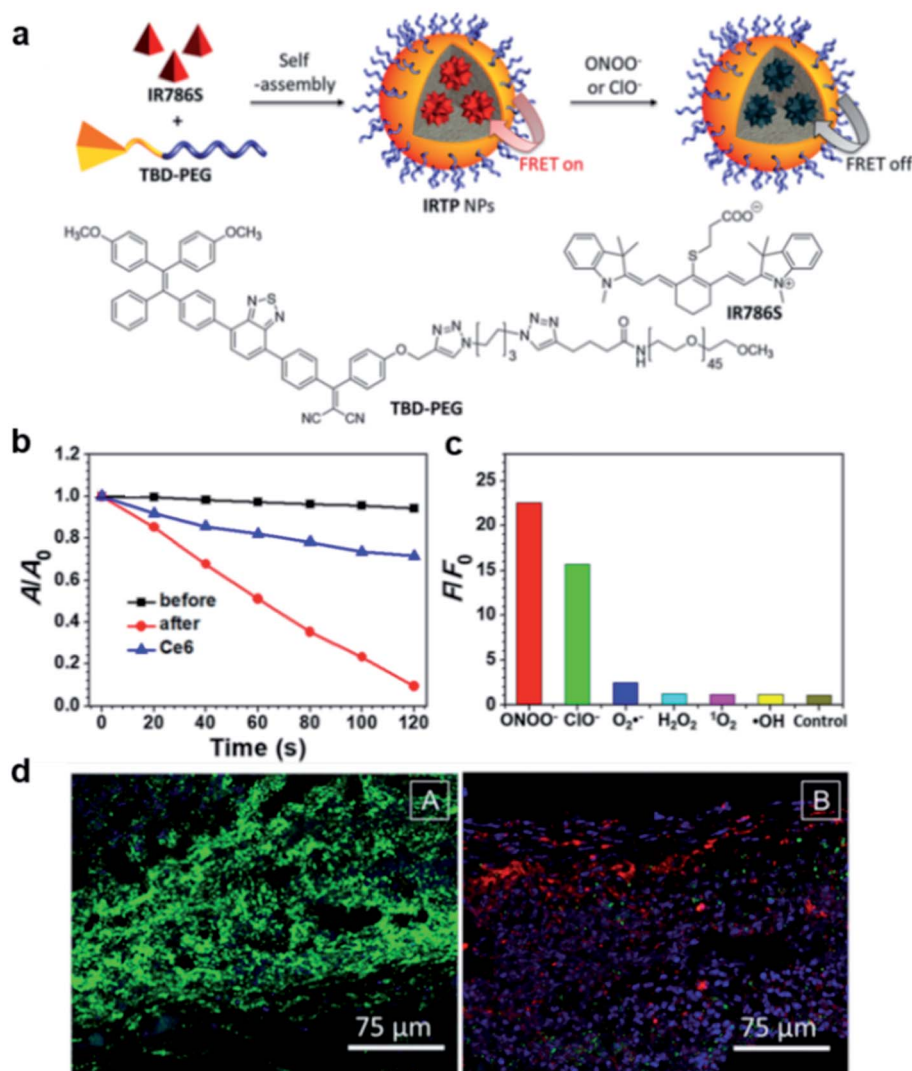 a
IR786S
+
TBD-PEG
Self
-assembly
FRET on
IRTP NPs
ONOO⁻
or ClO⁻
FRET off
H₃CO
OCH₃
N
S
N
NC
CN
O
N
N
N
3
N
N
N
O
N
H
O
45
O
OCH₃
TBD-PEG
COO
⊖
S
N
N
⊕
IR786S
b
A/A₀
1.2
1.0
0.8
0.6
0.4
0.2
0.0
before
after
Ce6
0 20 40 60 80 100 120
Time (s)
c
F/F₀
25
20
15
10
5
0
ONOO⁻ ClO⁻ O₂•⁻ H₂O₂ ¹O₂ •OH Control
d
A
75 µm
B
75 µm